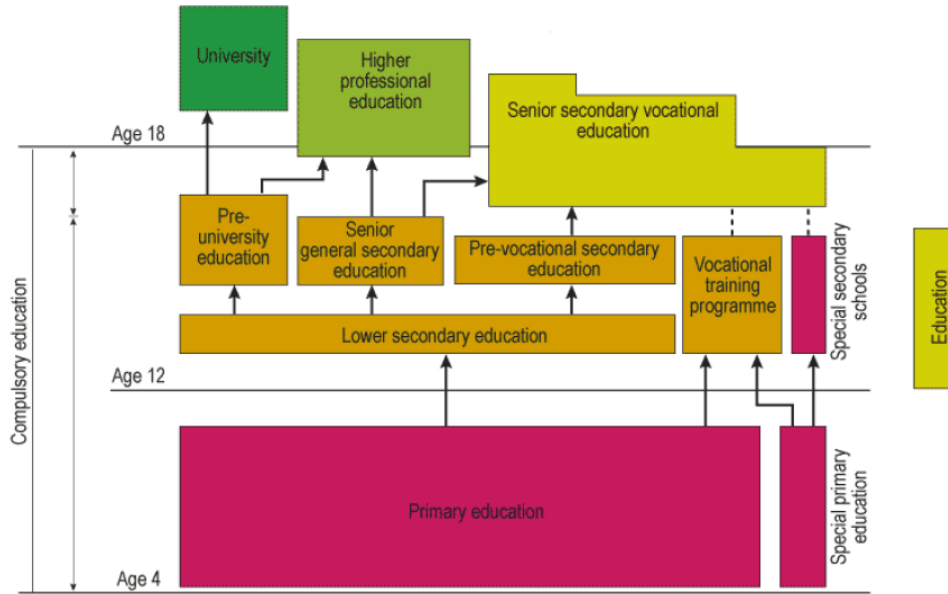 University
Higher
professional
education
Senior secondary vocational
education
Age 18
Pre-
university
education
Senior
general secondary
education
Pre-vocational secondary
education
Vocational
training
programme
Special secondary
schools
Education
Lower secondary education
Compulsory education
Age 12
Primary education
Special primary
education
Age 4